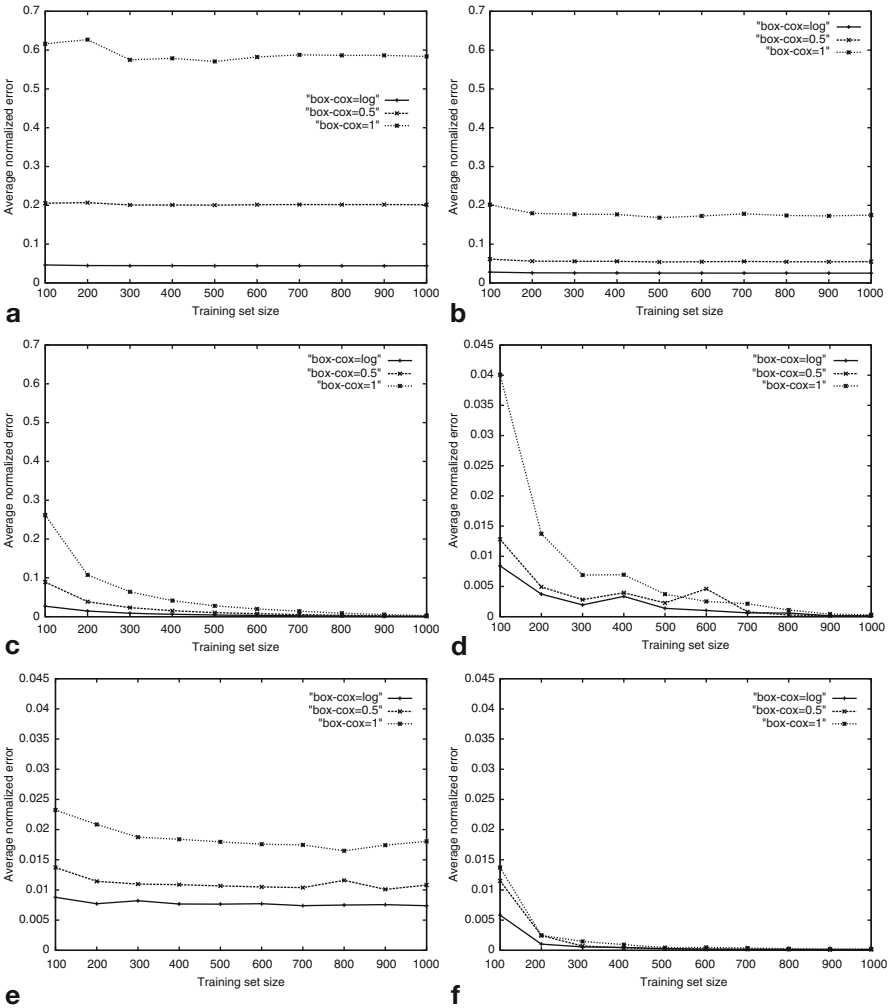 0.7
0.6
0.5
0.4
0.3
0.2
0.1
0
Average normalized error
"box-cox=log"
"box-cox=0.5"
"box-cox=1"
100 200 300 400 500 600 700 800 900 1000
Training set size
a
0.7
0.6
0.5
0.4
0.3
0.2
0.1
0
Average normalized error
"box-cox=log"
"box-cox=0.5"
"box-cox=1"
100 200 300 400 500 600 700 800 900 1000
Training set size
b
0.7
0.6
0.5
0.4
0.3
0.2
0.1
0
Average normalized error
"box-cox=log"
"box-cox=0.5"
"box-cox=1"
100 200 300 400 500 600 700 800 900 1000
Training set size
c
0.045
0.04
0.035
0.03
0.025
0.02
0.015
0.01
0.005
0
Average normalized error
"box-cox=log"
"box-cox=0.5"
"box-cox=1"
100 200 300 400 500 600 700 800 900 1000
Training set size
d
0.045
0.04
0.035
0.03
0.025
0.02
0.015
0.01
0.005
0
Average normalized error
"box-cox=log"
"box-cox=0.5"
"box-cox=1"
100 200 300 400 500 600 700 800 900 1000
Training set size
e
0.045
0.04
0.035
0.03
0.025
0.02
0.015
0.01
0.005
0
Average normalized error
"box-cox=log"
"box-cox=0.5"
"box-cox=1"
100 200 300 400 500 600 700 800 900 1000
Training set size
f